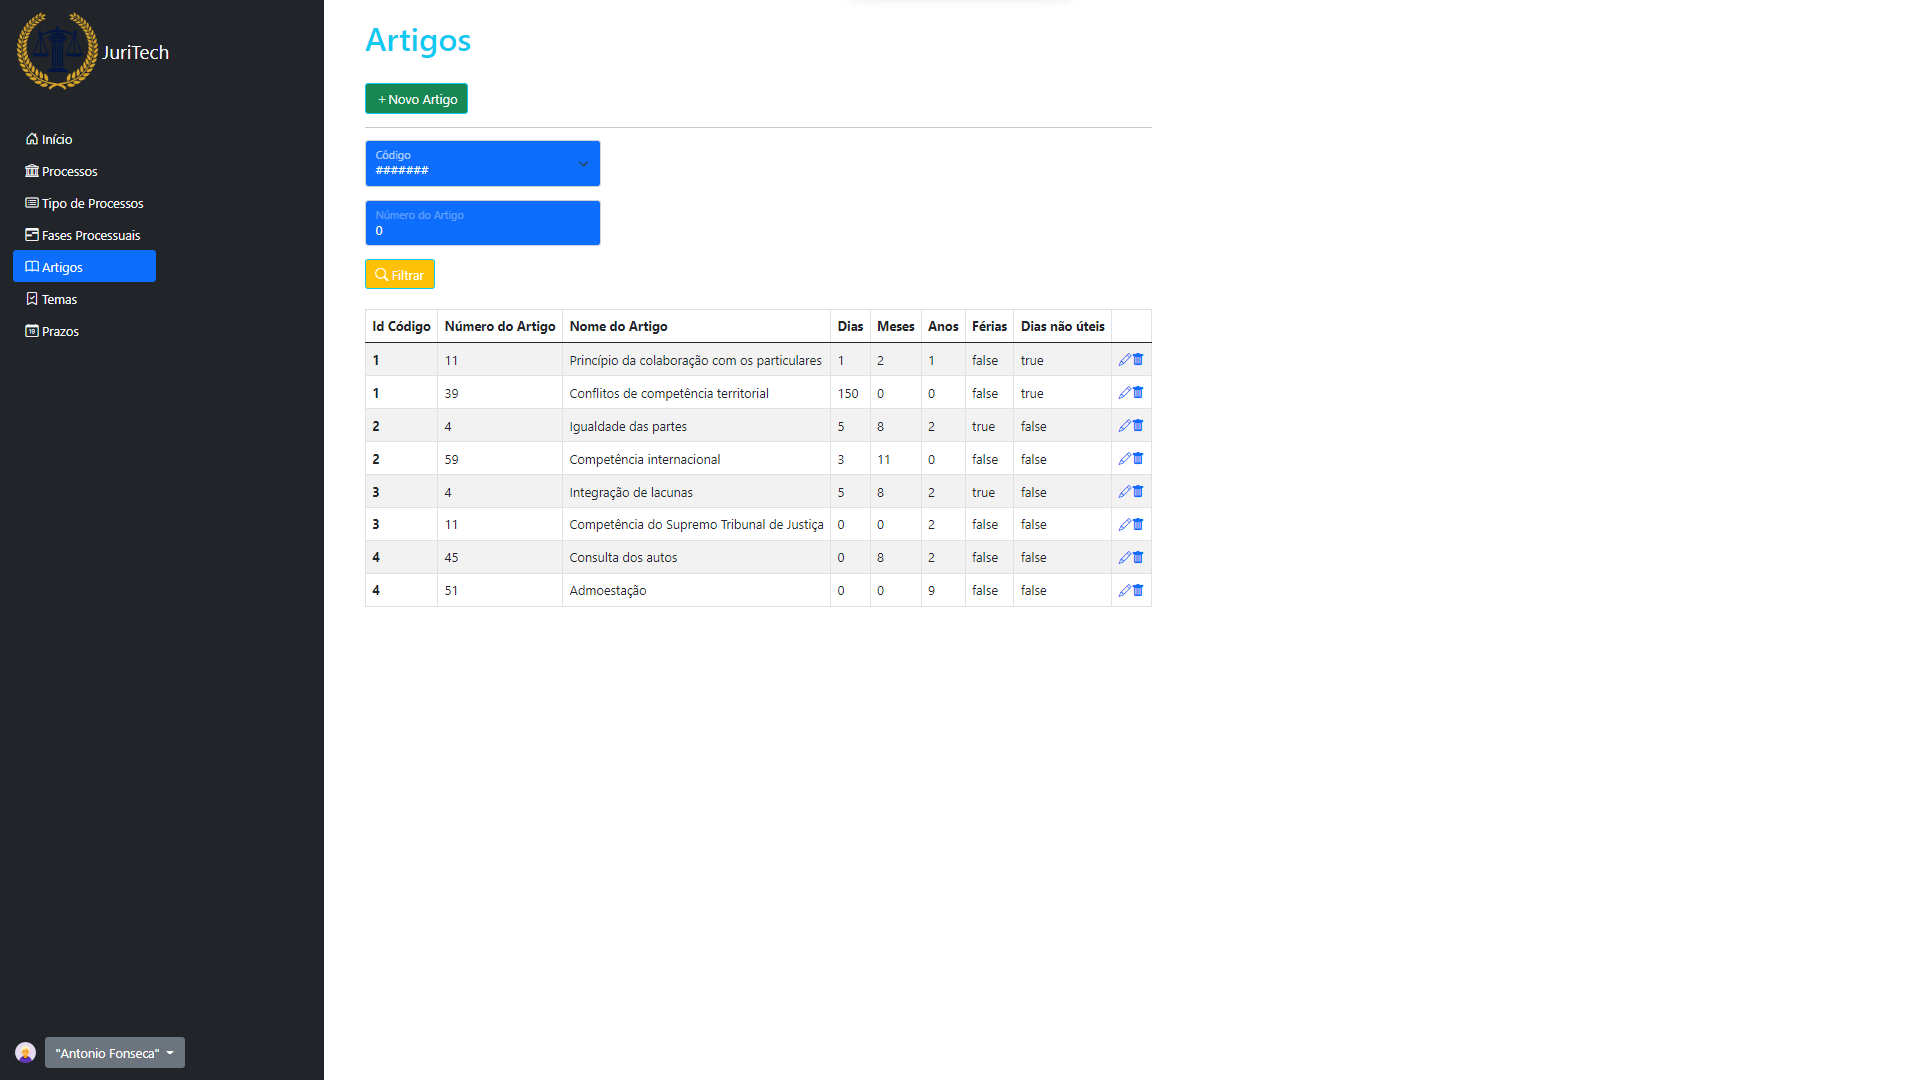 JuriTech
Início
Processos
Tipo de Processos
Fases Processuais
Artigos
Temas
Prazos
"Antonio Fonseca"
Artigos
+ Novo Artigo
Código
#######
Número do Artigo
0
Filtrar
Id Código Número do Artigo Nome do Artigo Dias Meses Anos Férias Dias não úteis
1 11 Princípio da colaboração com os particulares 1 2 1 false true
1 39 Conflitos de competência territorial 150 0 0 false true
2 4 Igualdade das partes 5 8 2 true false
2 59 Competência internacional 3 11 0 false false
3 4 Integração de lacunas 5 8 2 true false
3 11 Competência do Supremo Tribunal de Justiça 0 0 2 false false
4 45 Consulta dos autos 0 8 2 false false
4 51 Admoestação 0 0 9 false false